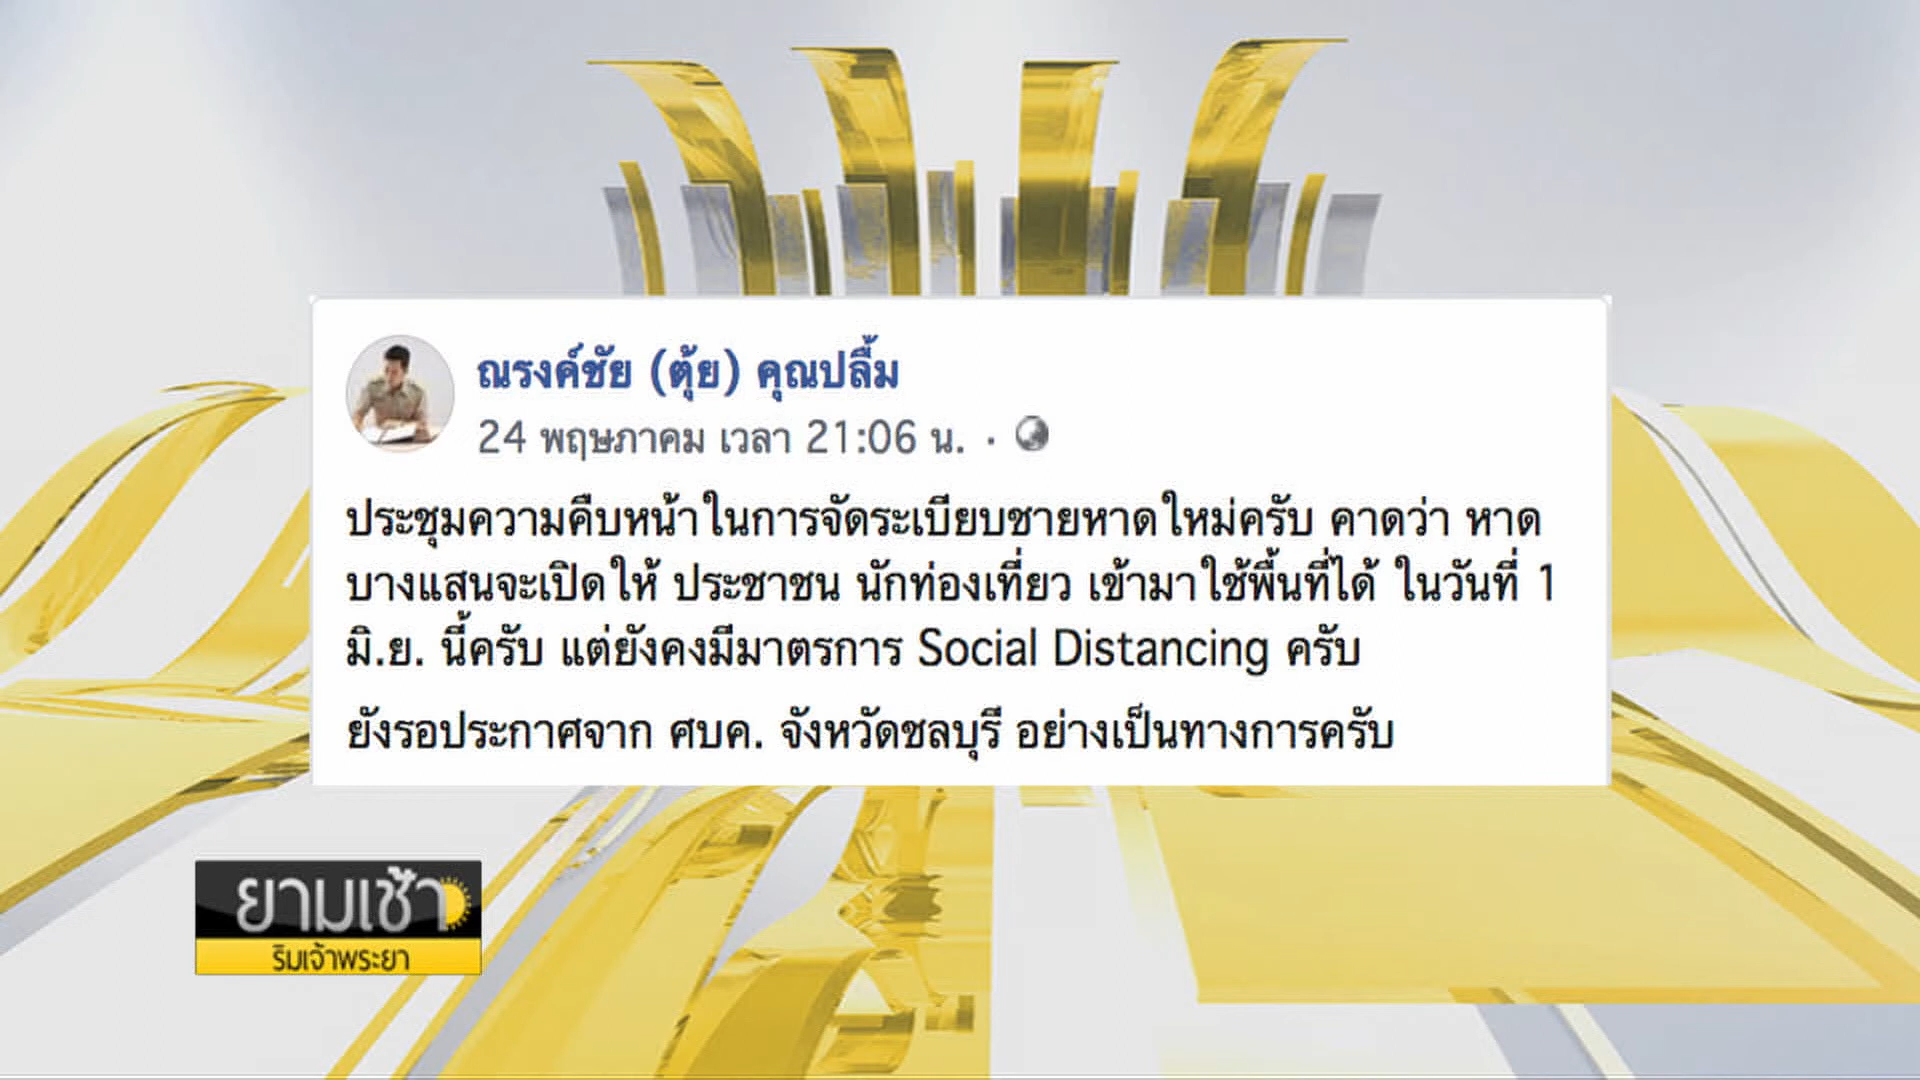 ณรงค์ชัย (ตุ้ย) คุณปลื้ม
24 พฤษภาคม เวลา 21:06 น. ·
ประชุมความคืบหน้าในการจัดระเบียบชายหาดใหม่ครับ คาดว่า หาด
บางแสนจะเปิดให้ ประชาชน นักท่องเที่ยว เข้ามาใช้พื้นที่ได้ ในวันที่ 1
มิ.ย. นี้ครับ แต่ยังคงมีมาตรการ Social Distancing ครับ
ยังรอประกาศจาก ศบค. จังหวัดชลบุรี อย่างเป็นทางการครับ
ยามเช้า
ริมเจ้าพระยา